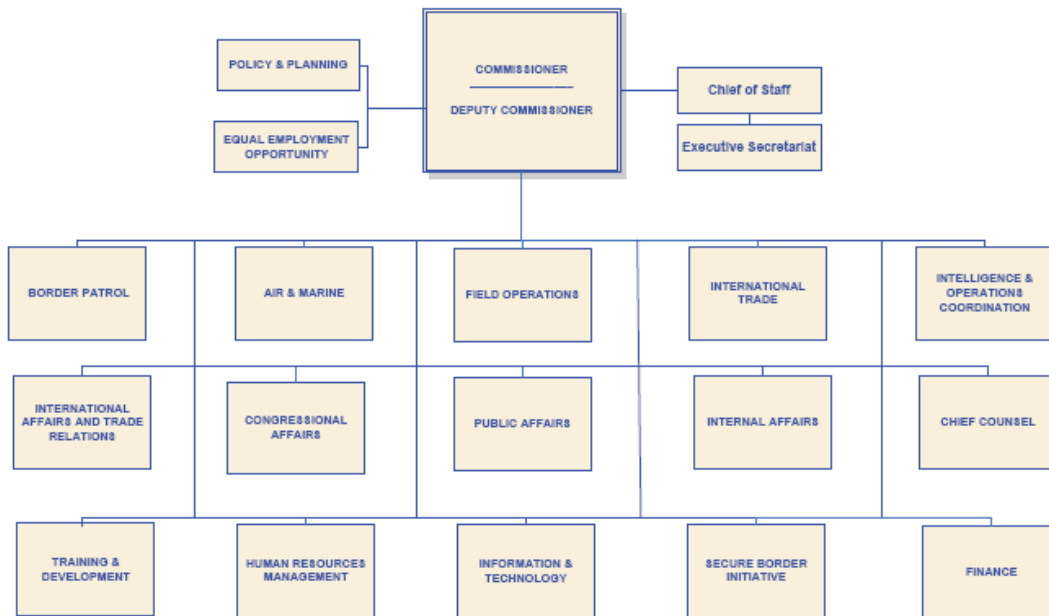 POLICY & PLANNING
EQUAL EMPLOYMENT
OPPORTUNITY
COMMISSIONER
DEPUTY COMMISSIONER
Chief of Staff
Executive Secretariat
BORDER PATROL
AIR & MARINE
FIELD OPERATIONS
INTERNATIONAL
TRADE
INTELLIGENCE &
OPERATIONS
COORDINATION
INTERNATIONAL
AFFAIRS AND TRADE
RELATIONS
CONGRESSIONAL
AFFAIRS
PUBLIC AFFAIRS
INTERNAL AFFAIRS
CHIEF COUNSEL
TRAINING &
DEVELOPMENT
HUMAN RESOURCES
MANAGEMENT
INFORMATION &
TECHNOLOGY
SECURE BORDER
INITIATIVE
FINANCE